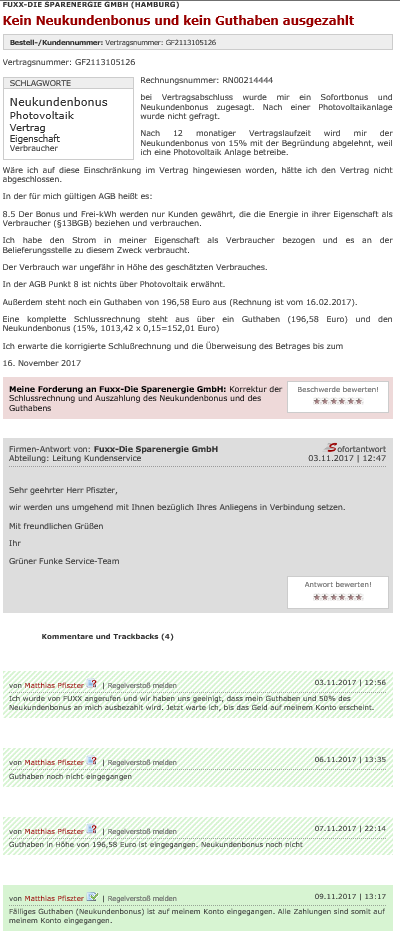 FUXX-DIE SPARENERGIE GMBH (HAMBURG)
Kein Neukundenbonus und kein Guthaben ausgezahlt
Bestell-/Kundennummer: Vertragsnummer: GF2113105126
Vertragsnummer: GF2113105126
SCHLAGWORTE
Neukundenbonus
Photovoltaik
Vertrag
Eigenschaft
Verbraucher
Rechnungsnummer: RN00214444
bei Vertragsabschluss wurde mir ein Sofortbonus und
Neukundenbonus zugesagt. Nach einer Photovoltaikanlage
wurde nicht gefragt.
Nach 12 monatiger Vertragslaufzeit wird mir der
Neukundenbonus von 15% mit der Begründung abgelehnt, weil
ich eine Photovoltaik Anlage betreibe.
Wäre ich auf diese Einschränkung im Vertrag hingewiesen worden, hätte ich den Vertrag nicht
abgeschlossen.
In der für mich gültigen AGB heißt es:
8.5 Der Bonus und Frei-kWh werden nur Kunden gewährt, die die Energie in ihrer Eigenschaft als
Verbraucher (§13BGB) beziehen und verbrauchen.
Ich habe den Strom in meiner Eigenschaft als Verbraucher bezogen und es an der
Belieferungsstelle zu diesem Zweck verbraucht.
Der Verbrauch war ungefähr in Höhe des geschätzten Verbrauches.
In der AGB Punkt 8 ist nichts über Photovoltaik erwähnt.
Außerdem steht noch ein Guthaben von 196,58 Euro aus (Rechnung ist vom 16.02.2017).
Eine komplette Schlussrechnung steht aus über ein Guthaben (196,58 Euro) und den
Neukundenbonus (15%, 1013,42 x 0,15=152,01 Euro)
Ich erwarte die korrigierte Schlußrechnung und die Überweisung des Betrages bis zum
16. November 2017
Meine Forderung an Fuxx-Die Sparenergie GmbH: Korrektur der
Schlussrechnung und Auszahlung des Neukundenbonus und des
Guthabens
Beschwerde bewerten!
Firmen-Antwort von: Fuxx-Die Sparenergie GmbH
Abteilung: Leitung Kundenservice
Sofortantwort
03.11.2017 | 12:47
Sehr geehrter Herr Pfiszter,
wir werden uns umgehend mit Ihnen bezüglich Ihres Anliegens in Verbindung setzen.
Mit freundlichen Grüßen
Ihr
Grüner Funke Service-Team
Antwort bewerten!
Kommentare und Trackbacks (4)
von Matthias Pfiszter | Regelverstoß melden
03.11.2017 | 12:56
Ich wurde von FUXX angerufen und wir haben uns geeinigt, dass mein Guthaben und 50% des
Neukundenbonus an mich ausbezahlt wird. Jetzt warte ich, bis das Geld auf meinem Konto erscheint.
von Matthias Pfiszter | Regelverstoß melden
06.11.2017 | 13:35
Guthaben noch nicht eingegangen
von Matthias Pfiszter | Regelverstoß melden
07.11.2017 | 22:14
Guthaben in Höhe von 196,58 Euro ist eingegangen. Neukundenbonus noch nicht
von Matthias Pfiszter | Regelverstoß melden
09.11.2017 | 13:17
Fälliges Guthaben (Neukundenbonus) ist auf meinem Konto eingegangen. Alle Zahlungen sind somit auf
meinem Konto eingegangen.